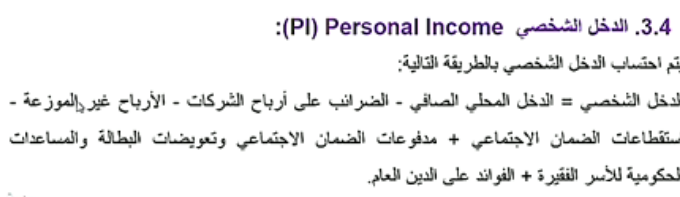 3.4. الدخل الشخصي Personal Income (PI):
يتم احتساب الدخل الشخصي بالطريقة التالية:
لدخل الشخصي = الدخل المحلي الصافي - الضرائب على أرباح الشركات - الأرباح غير الموزعة -
ستقطاعات الضمان الاجتماعي + مدفوعات الضمان الاجتماعي وتعويضات البطالة والمساعدات
لحكومية للأسر الفقيرة + الفوائد على الدين العام.